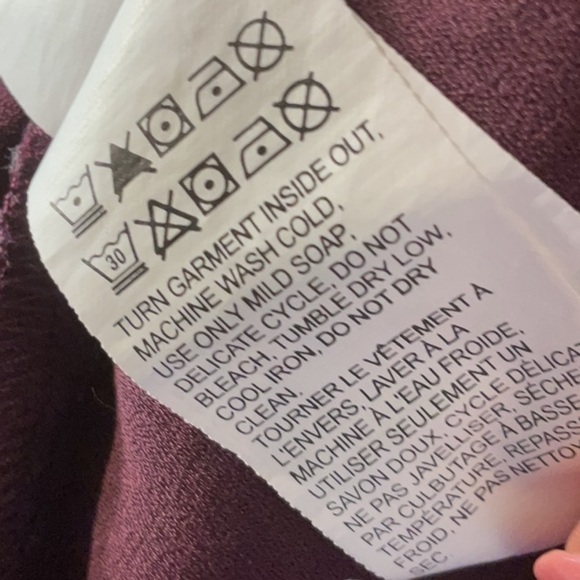 30
TURN GARMENT INSIDE OUT,
MACHINE WASH COLD,
USE ONLY MILD SOAP,
DELICATE CYCLE, DO NOT
BLEACH, TUMBLE DRY LOW,
COOL IRON, DO NOT DRY
CLEAN.
TOURNER LE VÊTEMENT À
L'ENVERS, LAVER À LA
MACHINE À L'EAU FROIDE,
UTILISER SEULEMENT UN
SAVON DOUX, CYCLE DÉLICAT
NE PAS JAVELLISER, SÉCHE
PAR CULBUTAGE À BASSE
TEMPÉRATURE, REPASS
FROID, NE PAS NETTOY
SEC